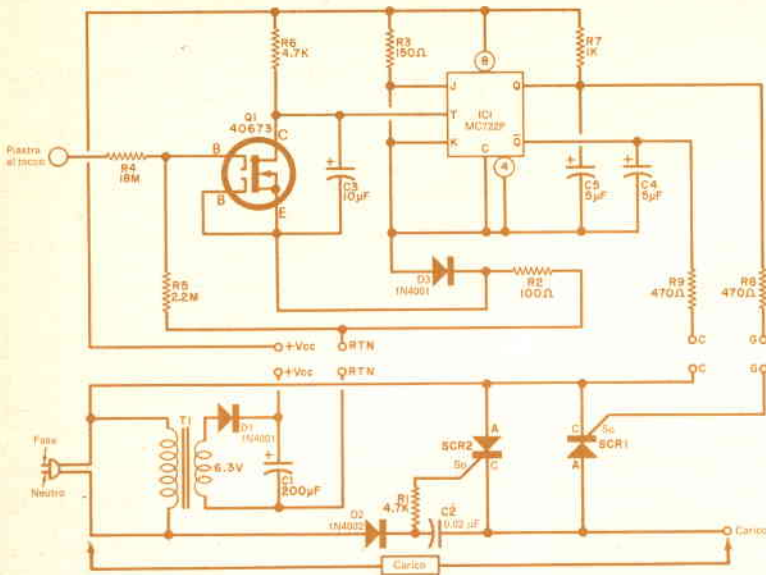 R6
4.7K
R3
150Ω
8
R7
1K
Q1
40673
C
J
Q
T
IC1
MC722P
K
C
Q̅
4
Piastra
al tocco
R4
18M
B
B
E
+
C3
10μF
+
C5
5μF
+
C4
5μF
D3
1N4001
R2
100Ω
R5
2.2M
R9
470Ω
R8
470Ω
+Vcc
RTN
C
G
+Vcc
RTN
C
G
Fase
Neutro
T1
6.3V
D1
1N4001
+
C1
200μF
A
SCR2
So
C
C
So
SCR1
A
R1
4.7K
D2
1N4002
C2
0.02 μF
Carico
Carico